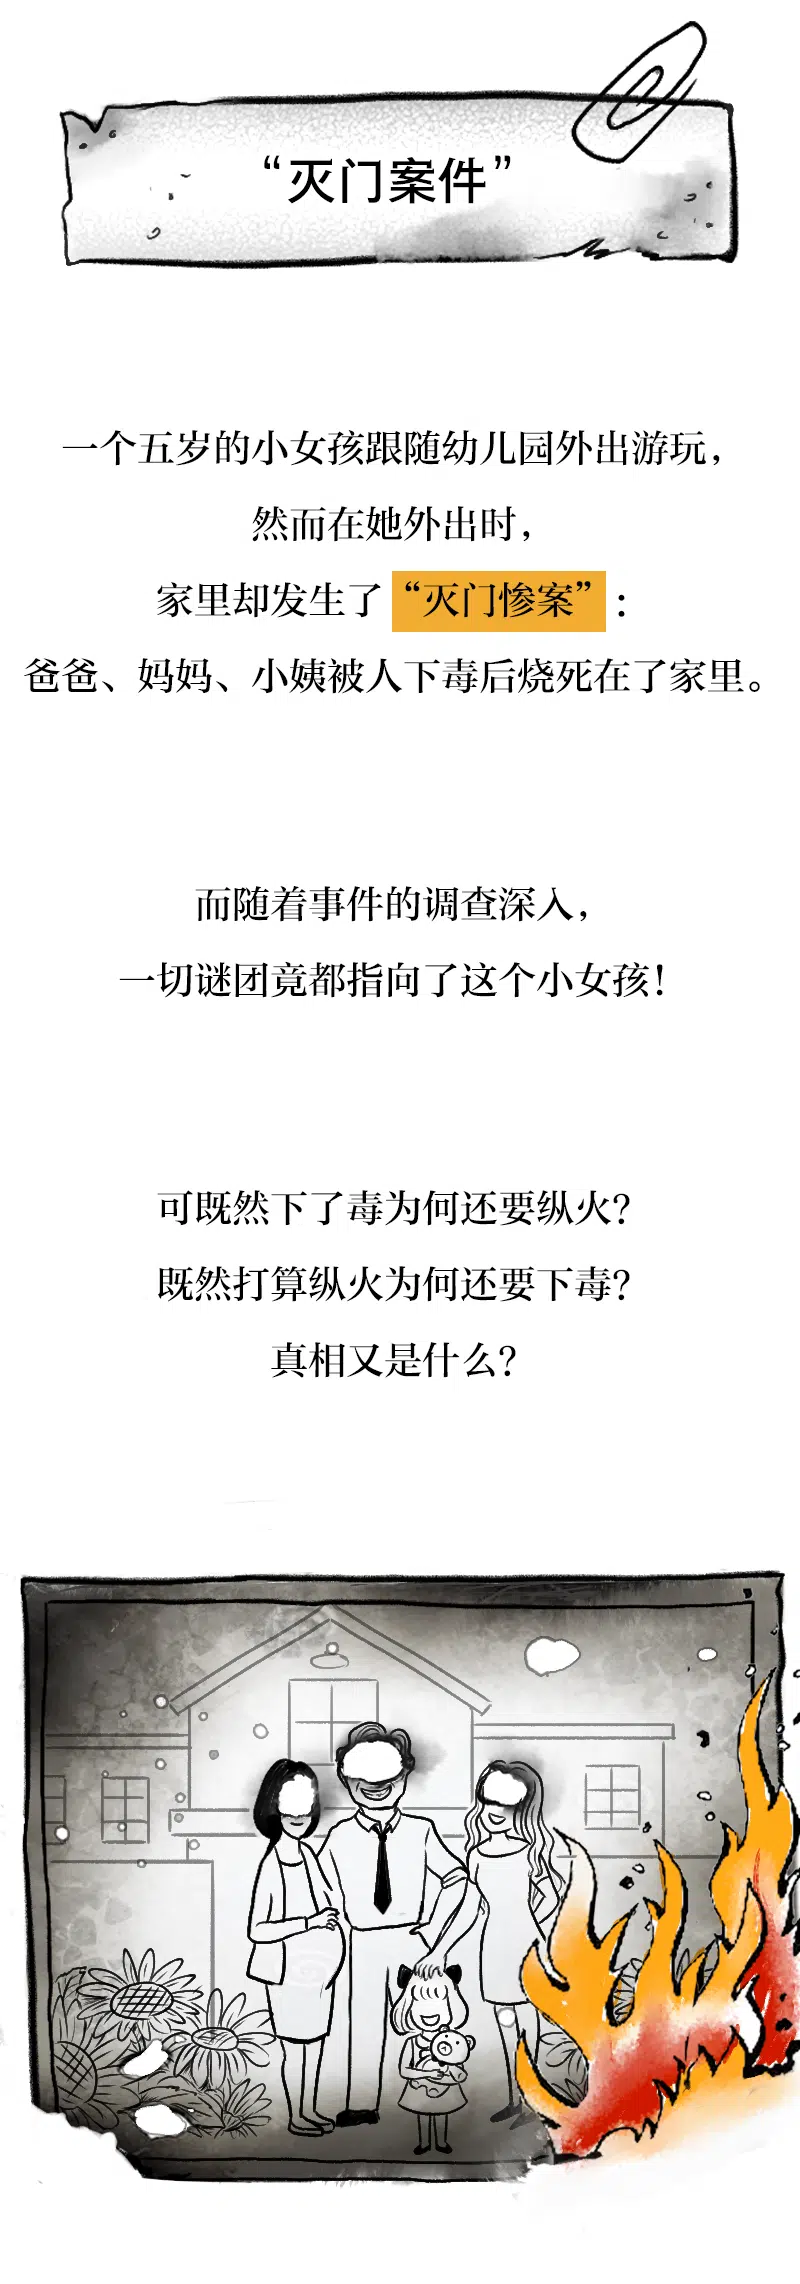 “灭门案件”
一个五岁的小女孩跟随幼儿园外出游玩，
然而在她外出时，
家里却发生了“灭门惨案”：
爸爸、妈妈、小姨被人下毒后烧死在了家里。
而随着事件的调查深入，
一切谜团竟都指向了这个小女孩！
可既然下了毒为何还要纵火？
既然打算纵火为何还要下毒？
真相又是什么？